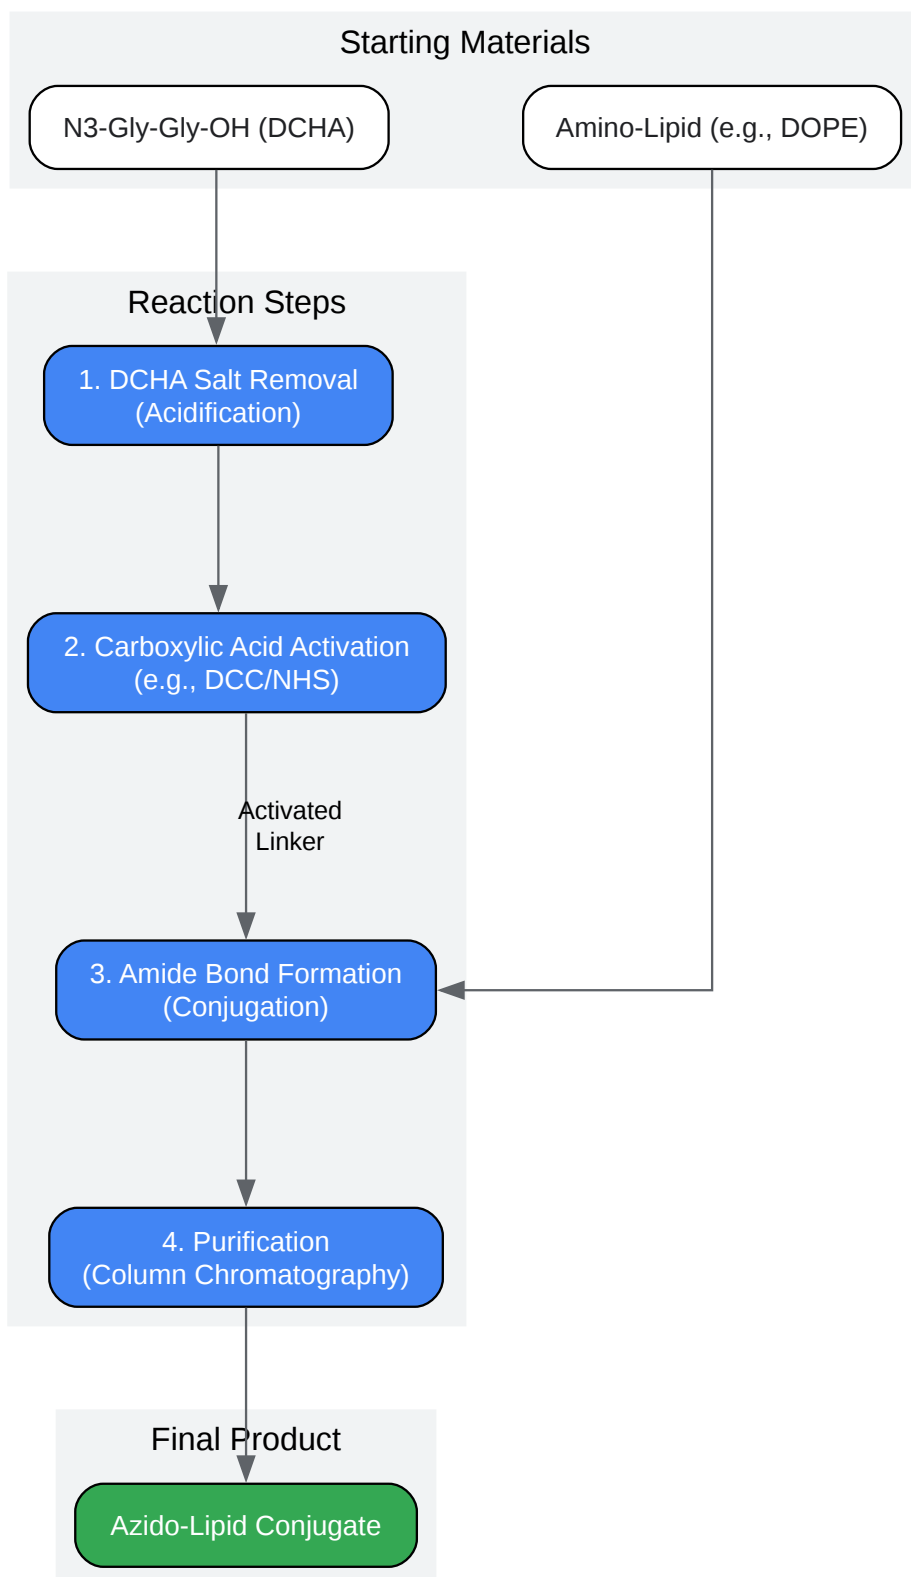 Starting Materials
N3-Gly-Gly-OH (DCHA)
Amino-Lipid (e.g., DOPE)
Reaction Steps
1. DCHA Salt Removal
(Acidification)
2. Carboxylic Acid Activation
(e.g., DCC/NHS)
Activated
Linker
3. Amide Bond Formation
(Conjugation)
4. Purification
(Column Chromatography)
Final Product
Azido-Lipid Conjugate